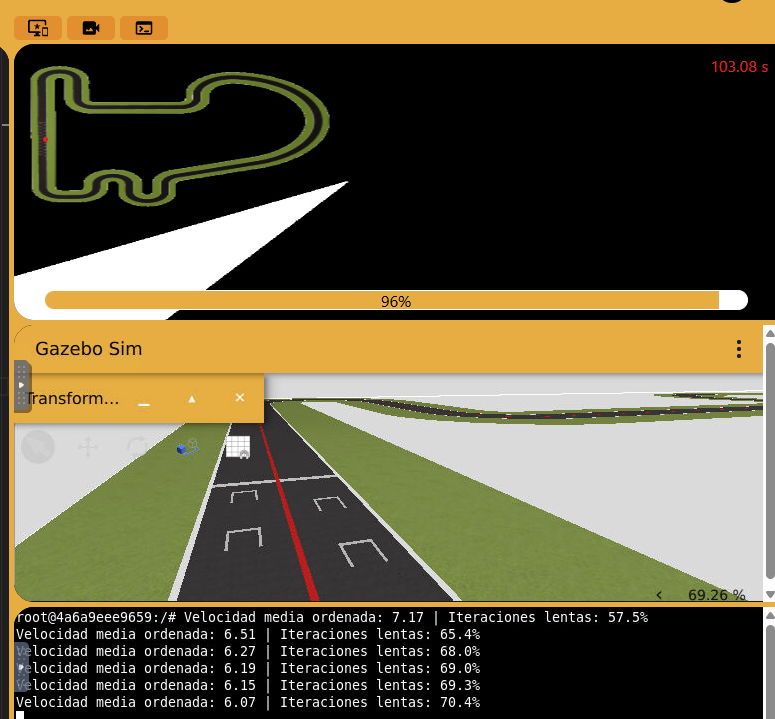 103.08 s
96%
Gazebo Sim
Transform...
69.26 %
root@4a6a9eee9659:/# Velocidad media ordenada: 7.17 | Iteraciones lentas: 57.5%
Velocidad media ordenada: 6.51 | Iteraciones lentas: 65.4%
Velocidad media ordenada: 6.27 | Iteraciones lentas: 68.0%
Velocidad media ordenada: 6.19 | Iteraciones lentas: 69.0%
Velocidad media ordenada: 6.15 | Iteraciones lentas: 69.3%
Velocidad media ordenada: 6.07 | Iteraciones lentas: 70.4%